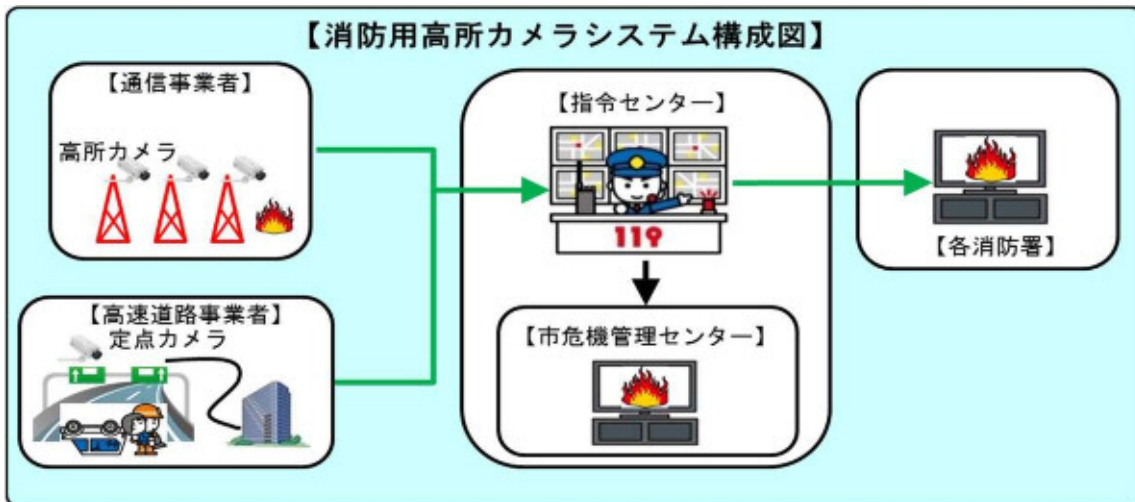 【消防用高所カメラシステム構成図】
【通信事業者】
高所カメラ
【高速道路事業者】
定点カメラ
【指令センター】
119
【市危機管理センター】
【各消防署】